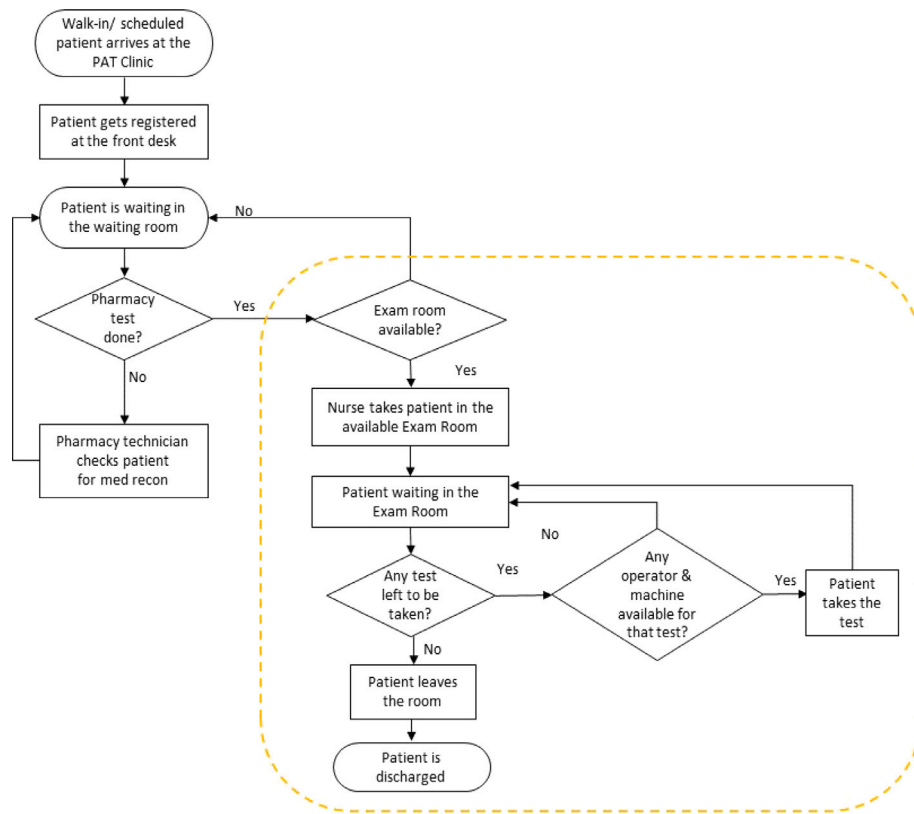 Walk-in/ scheduled
patient arrives at the
PAT Clinic
Patient gets registered
at the front desk
Patient is waiting in
the waiting room
No
Pharmacy
test
done?
Yes
Exam room
available?
No
Yes
Pharmacy technician
checks patient
for med recon
Nurse takes patient in the
available Exam Room
Patient waiting in the
Exam Room
No
Any test
left to be
taken?
Yes
Any
operator &
machine
available for
that test?
Yes
Patient
takes the
test
No
Patient leaves
the room
Patient is
discharged